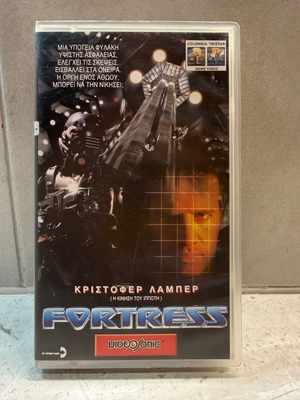 ΜΙΑ ΥΠΟΓΕΙΑ ΦΥΛΑΚΗ
ΥΨΙΣΤΗΣ ΑΣΦΑΛΕΙΑΣ,
ΕΛΕΓΧΕΙ ΤΙΣ ΣΚΕΨΕΙΣ,
ΕΙΣΒΑΛΛΕΙ ΣΤΑ ΟΝΕΙΡΑ.
Η ΟΡΓΗ ΕΝΟΣ ΑΘΩΟΥ,
ΜΠΟΡΕΙ ΝΑ ΤΗΝ ΝΙΚΗΣΕΙ;
COLUMBIA TRISTAR
HOME VIDEO
ΚΡΙΣΤΟΦΕΡ ΛΑΜΠΕΡ
( Η ΚΙΝΗΣΗ ΤΟΥ ΙΠΠΟΤΗ )
FORTRESS
VIDEOSONIC